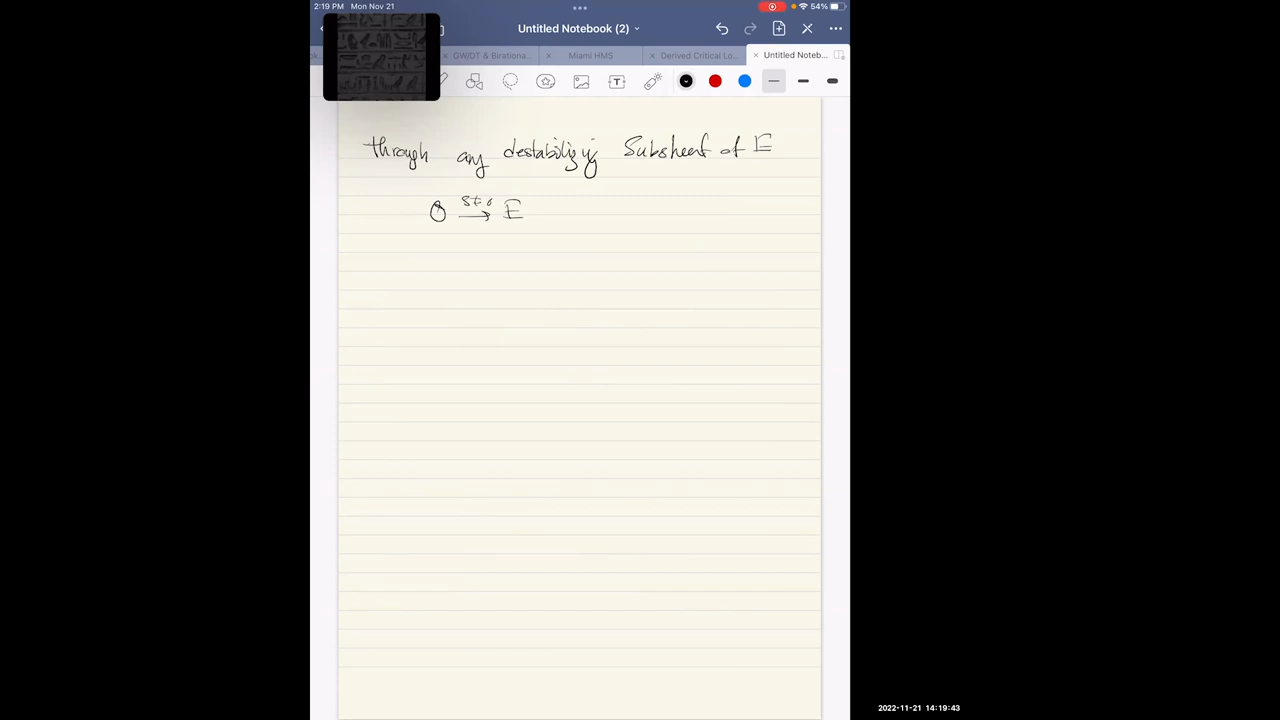 2:19 PM Mon Nov 21
54%
Untitled Notebook (2)
GW/DT & Birationa...
Miami HMS
Derived Critical Lo...
Untitled Noteb...
T
through any destabilizing Subsheaf of E
O s≠0 → E
2022-11-21 14:19:43